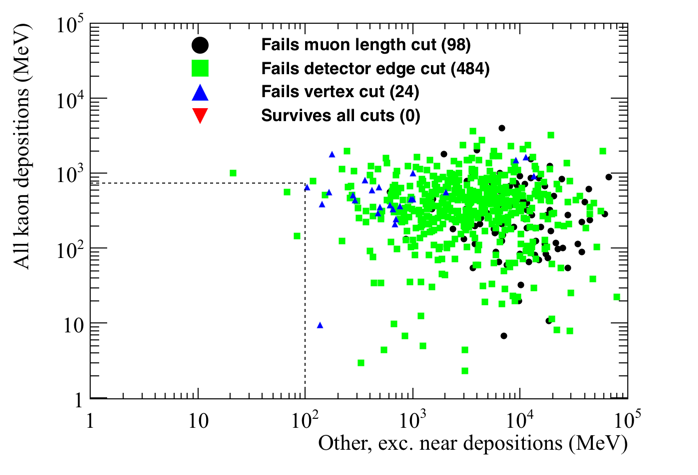 All kaon depositions (MeV)
10^5
10^4
10^3
10^2
10
1
Fails muon length cut (98)
Fails detector edge cut (484)
Fails vertex cut (24)
Survives all cuts (0)
1 10 10^2 10^3 10^4 10^5
Other, exc. near depositions (MeV)